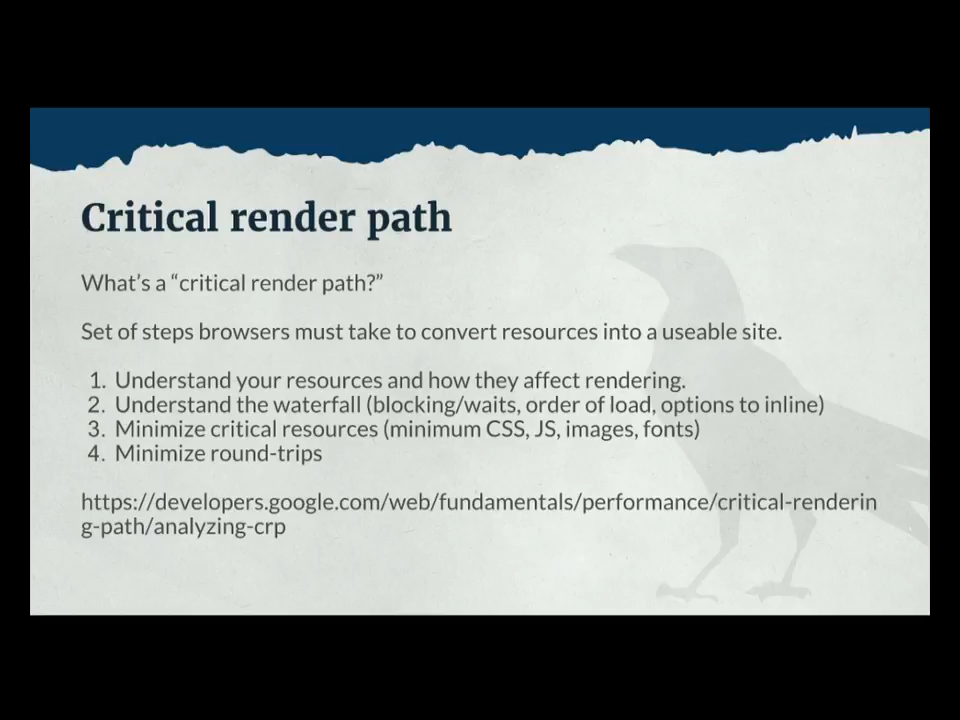 Critical render path
What’s a “critical render path?”
Set of steps browsers must take to convert resources into a useable site.
1. Understand your resources and how they affect rendering.
2. Understand the waterfall (blocking/waits, order of load, options to inline)
3. Minimize critical resources (minimum CSS, JS, images, fonts)
4. Minimize round-trips
https://developers.google.com/web/fundamentals/performance/critical-renderin
g-path/analyzing-crp